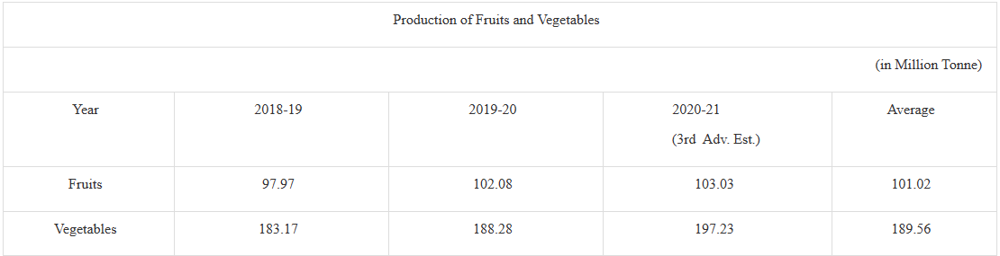 Production of Fruits and Vegetables
(in Million Tonne)
Year 2018-19 2019-20 2020-21 Average
(3rd Adv. Est.)
Fruits 97.97 102.08 103.03 101.02
Vegetables 183.17 188.28 197.23 189.56